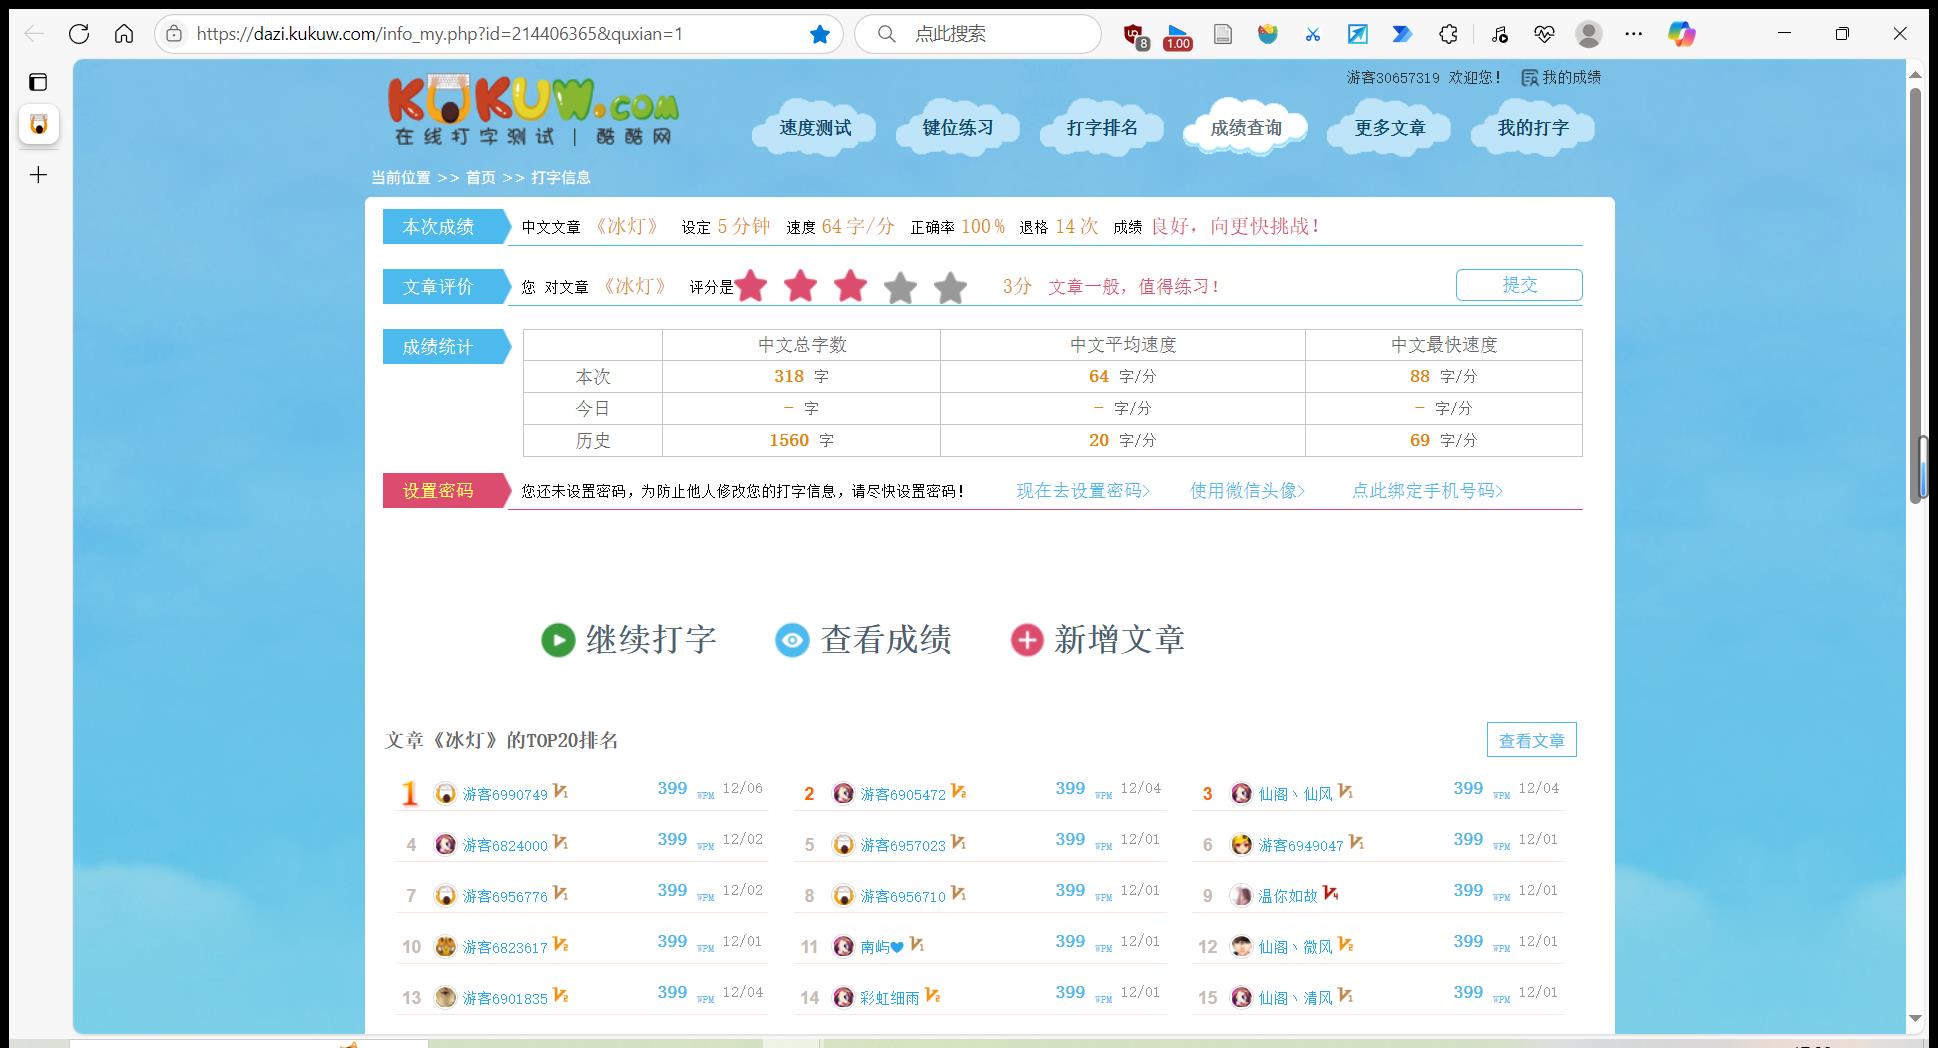 https://dazi.kukuw.com/info_my.php?id=214406365&quxian=1
点此搜索
8
1.00
游客30657319 欢迎您! 我的成绩
KUKUW.COM
在线打字测试 | 酷酷网
速度测试 键位练习 打字排名 成绩查询 更多文章 我的打字
当前位置 >> 首页 >> 打字信息
本次成绩 中文文章 《冰灯》 设定 5分钟 速度 64字/分 正确率 100% 退格 14次 成绩 良好，向更快挑战!
文章评价 您 对文章 《冰灯》 评分是 3分 文章一般，值得练习! 提交
成绩统计 中文总字数 中文平均速度 中文最快速度
本次 318 字 64 字/分 88 字/分
今日 - 字 - 字/分 - 字/分
历史 1560 字 20 字/分 69 字/分
设置密码 您还未设置密码，为防止他人修改您的打字信息，请尽快设置密码! 现在去设置密码> 使用微信头像> 点此绑定手机号码>
继续打字 查看成绩 新增文章
文章《冰灯》的TOP20排名 查看文章
1 游客6990749 V1 399 WPM 12/06 2 游客6905472 V2 399 WPM 12/04 3 仙阁丶仙风 V1 399 WPM 12/04
4 游客6824000 V1 399 WPM 12/02 5 游客6957023 V1 399 WPM 12/01 6 游客6949047 V1 399 WPM 12/01
7 游客6956776 V1 399 WPM 12/02 8 游客6956710 V1 399 WPM 12/01 9 温你如故 V4 399 WPM 12/01
10 游客6823617 V2 399 WPM 12/01 11 南屿 V1 399 WPM 12/01 12 仙阁丶微风 V2 399 WPM 12/01
13 游客6901835 V2 399 WPM 12/04 14 彩虹细雨 V2 399 WPM 12/01 15 仙阁丶清风 V1 399 WPM 12/01